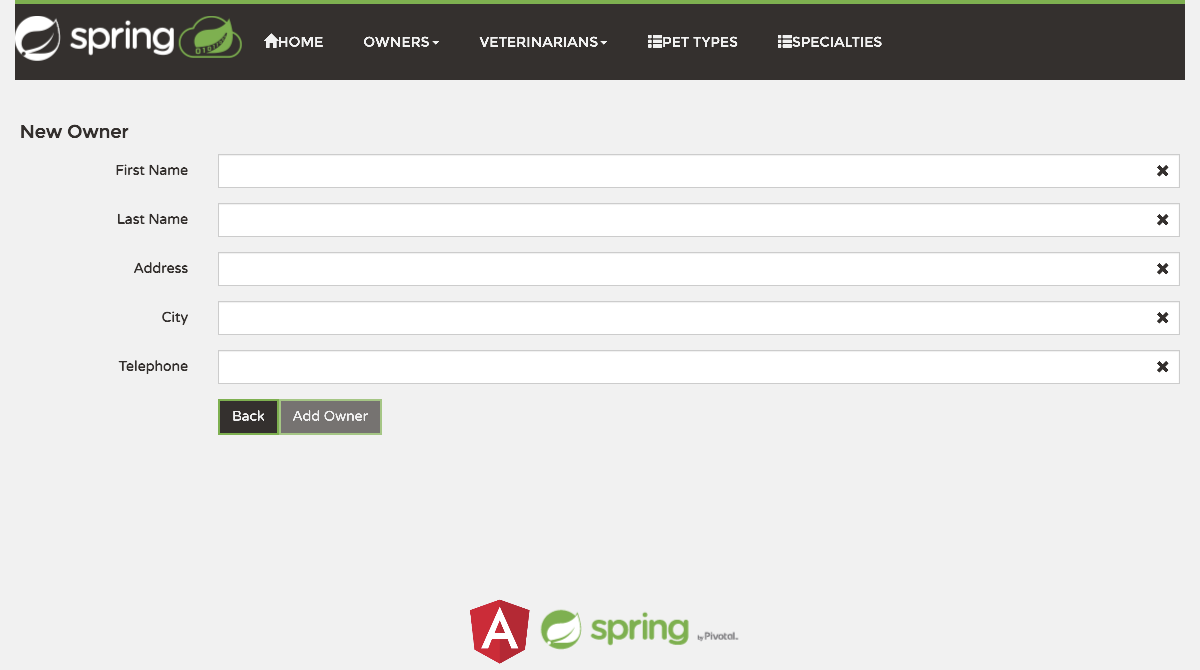 spring HOME OWNERS VETERINARIANS PET TYPES SPECIALTIES
New Owner
First Name
Last Name
Address
City
Telephone
Back Add Owner
A spring by Pivotal.